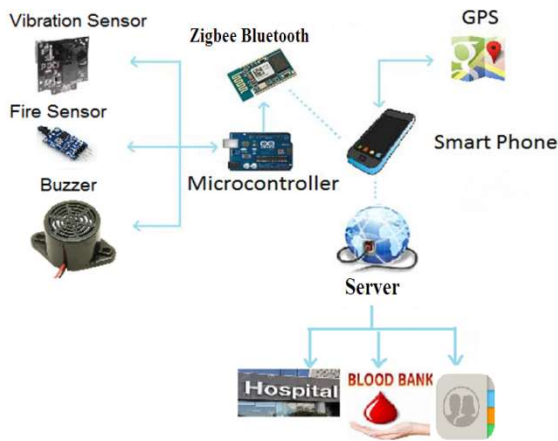 Vibration Sensor
Zigbee Bluetooth
GPS
Fire Sensor
Smart Phone
Microcontroller
Buzzer
Server
Hospital
BLOOD BANK